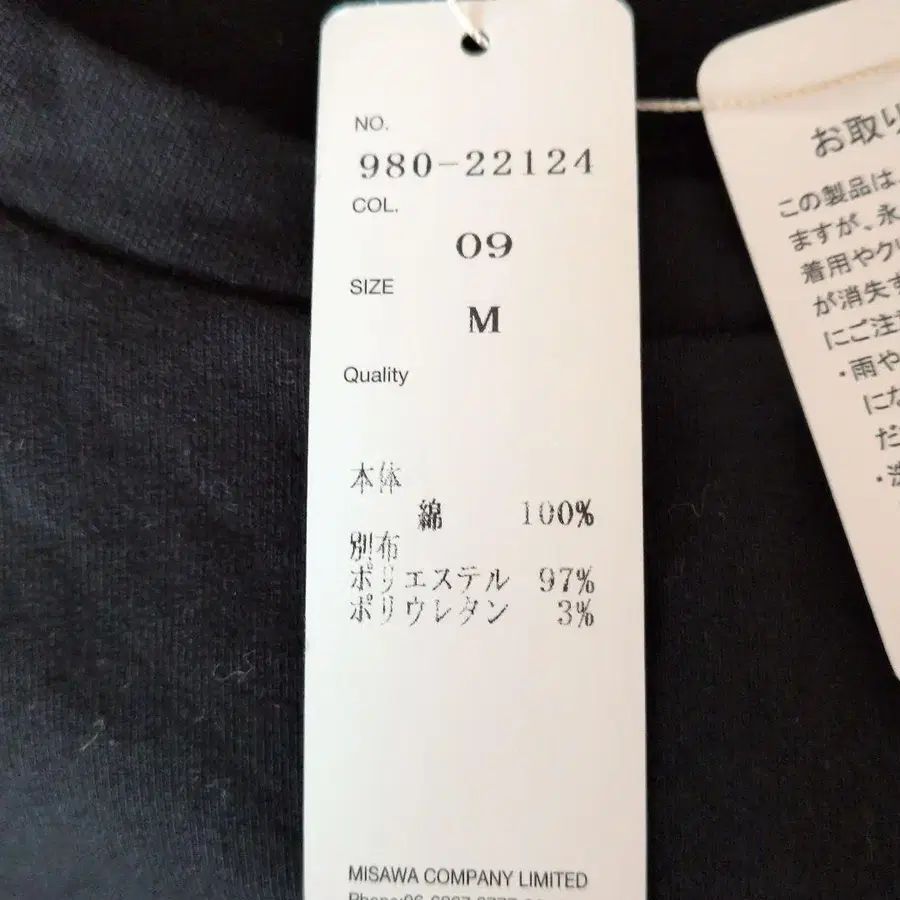 NO.
980-22124
COL.
09
SIZE
M
Quality
本体
綿 100%
別布
ポリエステル 97%
ポリウレタン 3%
MISAWA COMPANY LIMITED
お取り
この製品は、
ますが、永
着用やクリ
が消失す
にご注意
・雨や
にな
だ